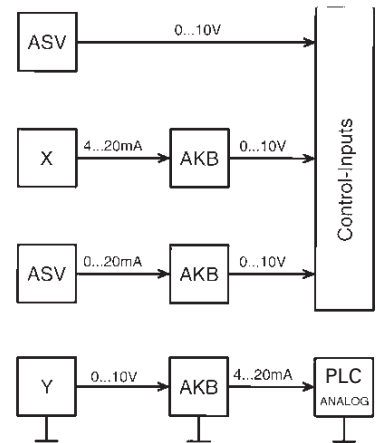 ASV
0...10V
X
4...20mA
AKB
0...10V
ASV
0...20mA
AKB
0...10V
Control-Inputs
Y
0...10V
AKB
4...20mA
PLC
ANALOG